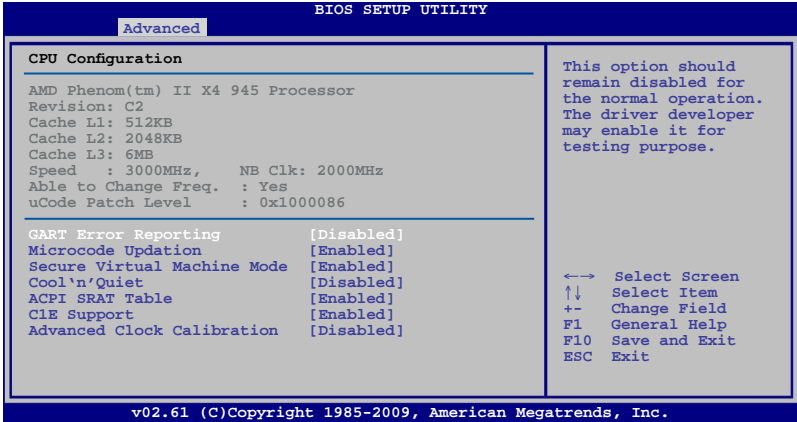 BIOS SETUP UTILITY
Advanced
CPU Configuration
AMD Phenom(tm) II X4 945 Processor
Revision: C2
Cache L1: 512KB
Cache L2: 2048KB
Cache L3: 6MB
Speed : 3000MHz, NB Clk: 2000MHz
Able to Change Freq. : Yes
uCode Patch Level : 0x1000086
GART Error Reporting [Disabled]
Microcode Updation [Enabled]
Secure Virtual Machine Mode [Enabled]
Cool‘n’Quiet [Disabled]
ACPI SRAT Table [Enabled]
C1E Support [Enabled]
Advanced Clock Calibration [Disabled]
This option should
remain disabled for
the normal operation.
The driver developer
may enable it for
testing purpose.
←→ Select Screen
↑↓ Select Item
+- Change Field
F1 General Help
F10 Save and Exit
ESC Exit
v02.61 (C)Copyright 1985-2009, American Megatrends, Inc.